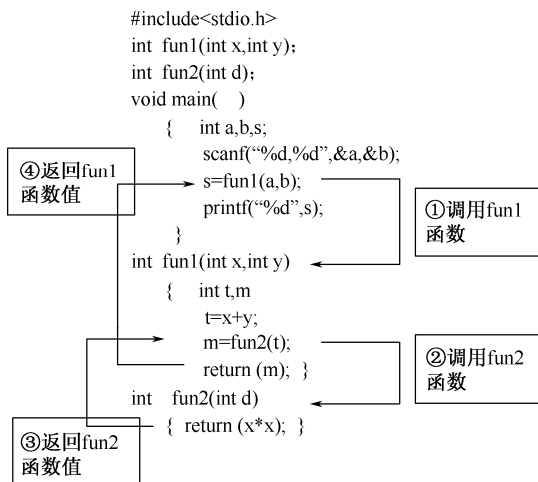 #include<stdio.h>
int fun1(int x,int y);
int fun2(int d);
void main( )
{ int a,b,s;
scanf(“%d,%d”,&a,&b);
s=fun1(a,b);
printf(“%d”,s);
}
int fun1(int x,int y)
{ int t,m
t=x+y;
m=fun2(t);
return (m); }
int fun2(int d)
{ return (x*x); }
④返回fun1
函数值
①调用fun1
函数
②调用fun2
函数
③返回fun2
函数值